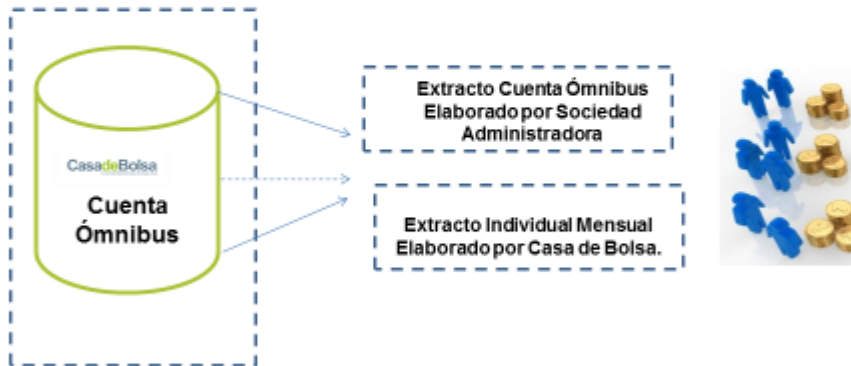 CasadeBolsa
Cuenta
Ómnibus
Extracto Cuenta Ómnibus
Elaborado por Sociedad
Administradora
Extracto Individual Mensual
Elaborado por Casa de Bolsa.